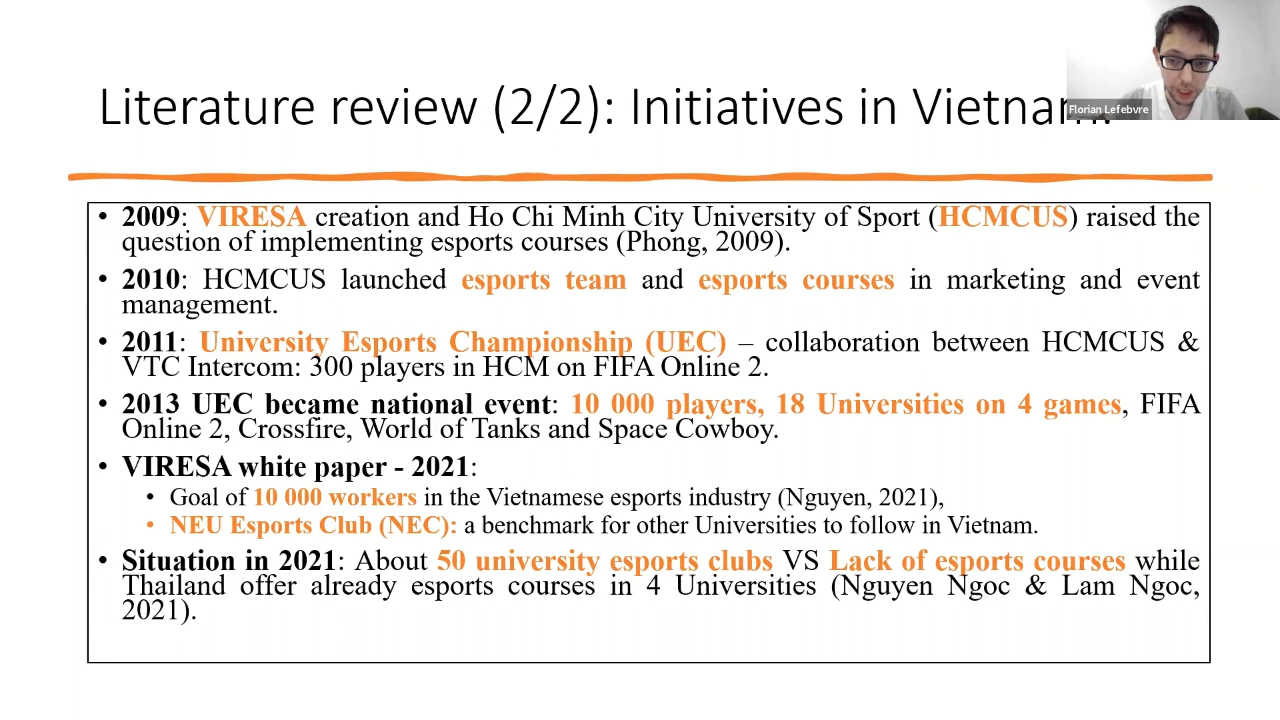 Literature review (2/2): Initiatives in Vietnam.
Florian Lefebvre
• 2009: VIRESA creation and Ho Chi Minh City University of Sport (HCMCUS) raised the
question of implementing esports courses (Phong, 2009).
• 2010: HCMCUS launched esports team and esports courses in marketing and event
management.
• 2011: University Esports Championship (UEC) – collaboration between HCMCUS &
VTC Intercom: 300 players in HCM on FIFA Online 2.
• 2013 UEC became national event: 10 000 players, 18 Universities on 4 games, FIFA
Online 2, Crossfire, World of Tanks and Space Cowboy.
• VIRESA white paper - 2021:
• Goal of 10 000 workers in the Vietnamese esports industry (Nguyen, 2021),
• NEU Esports Club (NEC): a benchmark for other Universities to follow in Vietnam.
• Situation in 2021: About 50 university esports clubs VS Lack of esports courses while
Thailand offer already esports courses in 4 Universities (Nguyen Ngoc & Lam Ngoc,
2021).